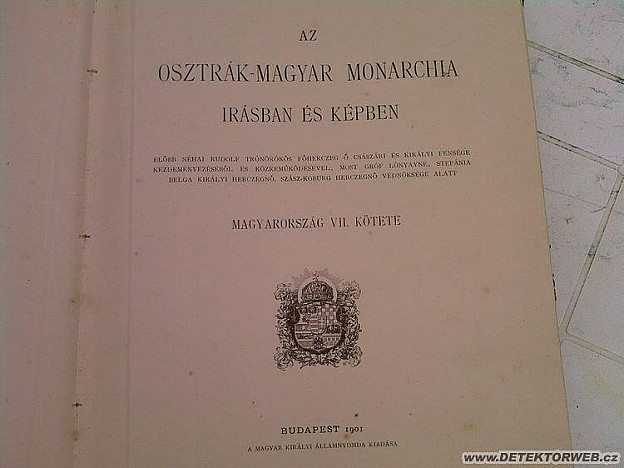 AZ
OSZTRÁK-MAGYAR MONARCHIA
IRÁSBAN ÉS KÉPBEN
ELŐBB NÉHAI RUDOLF TRÓNÖRÖKÖS FŐHERCZEG Ő CSÁSZÁRI ÉS KIRÁLYI FENSÉGE
KEZDEMÉNYEZÉSÉBŐL ÉS KÖZREMŰKÖDÉSÉVEL, MOST GRÓF LÓNYAYNÉ, STEFÁNIA
BELGA KIRÁLYI HERCZEGNŐ, SZÁSZ-KOBURG HERCZEGNŐ VÉDNÖKSÉGE ALATT
MAGYARORSZÁG VII. KÖTETE
BUDAPEST 1901
A MAGYAR KIRÁLYI ÁLLAMNYOMDA KIADÁSA
WWW.DETEKTORWEB.cz